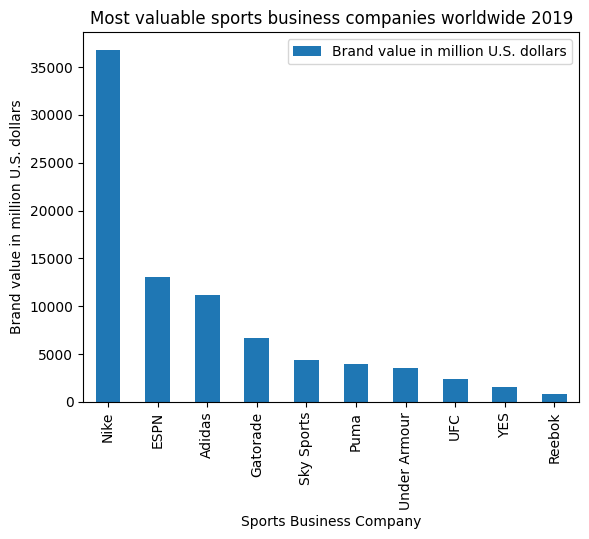 Most valuable sports business companies worldwide 2019
Brand value in million U.S. dollars
Brand value in million U.S. dollars
35000
30000
25000
20000
15000
10000
5000
0
Nike
ESPN
Adidas
Gatorade
Sky Sports
Puma
Under Armour
UFC
YES
Reebok
Sports Business Company